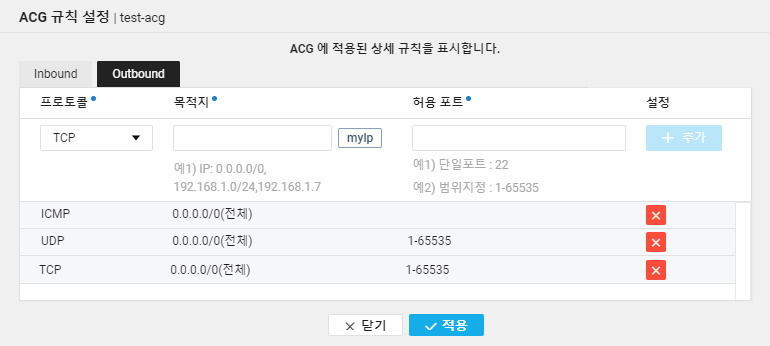 ACG 규칙 설정 | test-acg
ACG 에 적용된 상세 규칙을 표시합니다.
Inbound Outbound
프로토콜 목적지 허용 포트 설정
TCP myIp + 추가
예1) IP: 0.0.0.0/0,
192.168.1.0/24,192.168.1.7
예1) 단일포트 : 22
예2) 범위지정 : 1-65535
ICMP 0.0.0.0/0(전체)
UDP 0.0.0.0/0(전체) 1-65535
TCP 0.0.0.0/0(전체) 1-65535
닫기 적용